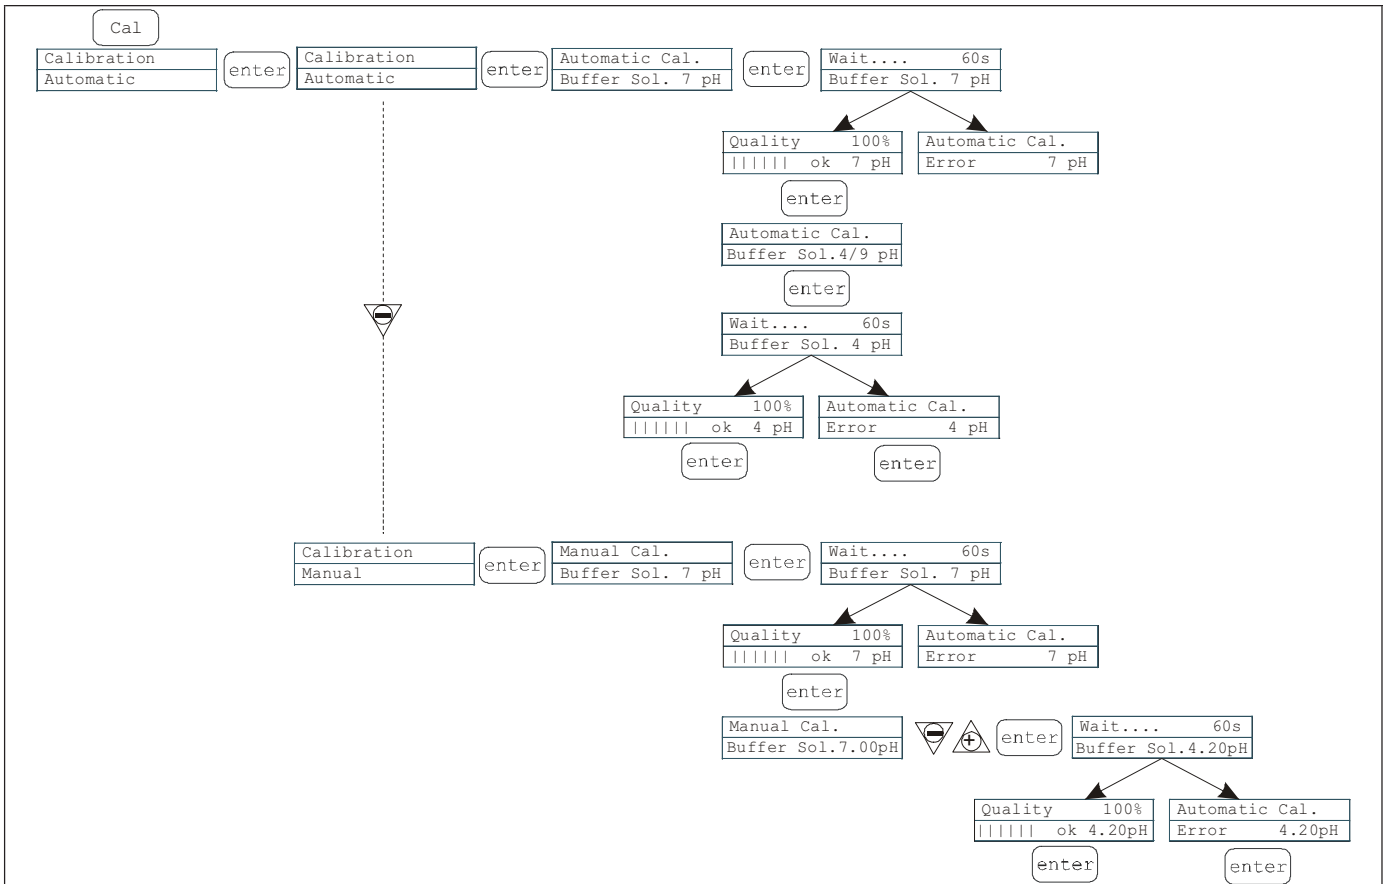 Cal
Calibration
Automatic
enter
Calibration
Automatic
enter
Automatic Cal.
Buffer Sol. 7 pH
enter
Wait.... 60s
Buffer Sol. 7 pH
Quality 100%
|||||| ok 7 pH
Automatic Cal.
Error 7 pH
enter
Automatic Cal.
Buffer Sol.4/9 pH
enter
Wait.... 60s
Buffer Sol. 4 pH
Quality 100%
|||||| ok 4 pH
Automatic Cal.
Error 4 pH
enter
enter
Calibration
Manual
enter
Manual Cal.
Buffer Sol. 7 pH
enter
Wait.... 60s
Buffer Sol. 7 pH
Quality 100%
|||||| ok 7 pH
Automatic Cal.
Error 7 pH
enter
Manual Cal.
Buffer Sol.7.00pH
enter
Wait.... 60s
Buffer Sol.4.20pH
Quality 100%
|||||| ok 4.20pH
Automatic Cal.
Error 4.20pH
enter
enter